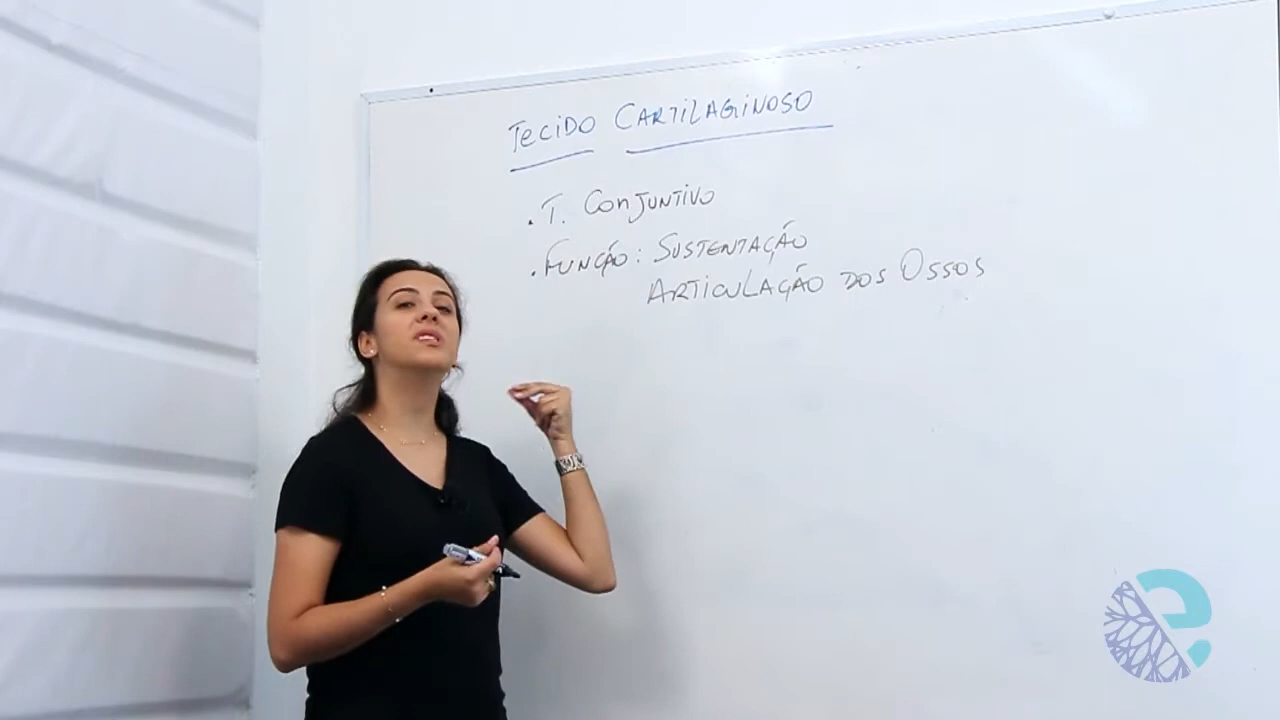 TeCiDO CARTILAGiNOSO
. T. ConJUNTiVO
. FUNÇÃO: SUSTENTAÇÃO
ARTICULAÇÃO DOS OSSOS